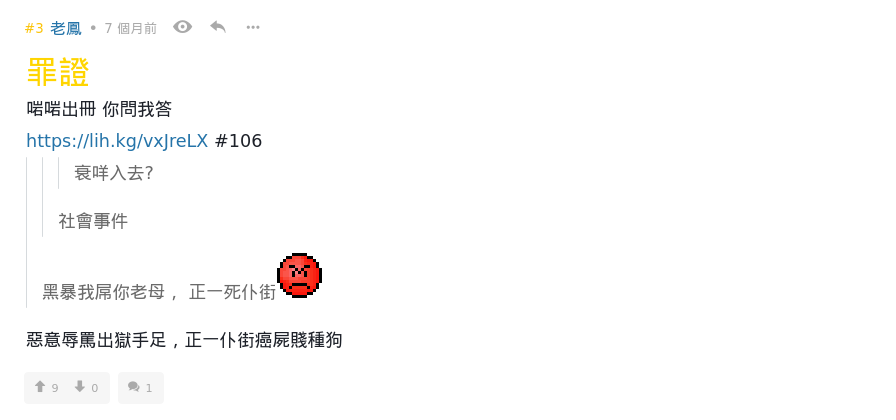 #3 老鳳 • 7 個月前
罪證
啱啱出冊 你問我答
https://lih.kg/vxJreLX #106
衰咩入去?
社會事件
黑暴我屌你老母 ,  正一死仆街
惡意辱罵出獄手足 , 正一仆街癌屍賤種狗
9 0 1